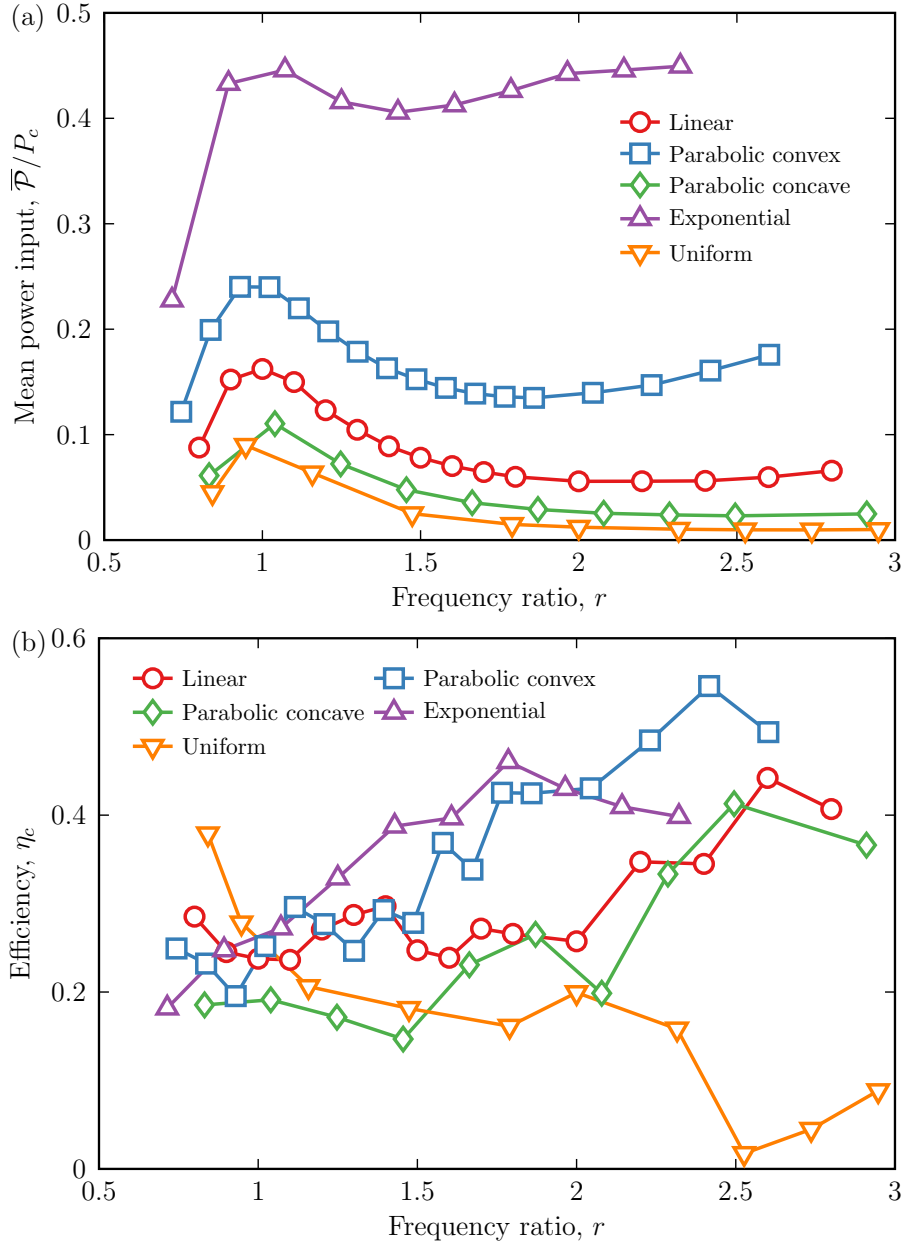 (a)
0.5
0.4
0.3
0.2
0.1
0
Mean power input, 𝒫̅/P_c
Linear
Parabolic convex
Parabolic concave
Exponential
Uniform
0.5 1 1.5 2 2.5 3
Frequency ratio, r
(b)
0.6
0.4
0.2
0
Efficiency, η_c
Linear
Parabolic convex
Parabolic concave
Exponential
Uniform
0.5 1 1.5 2 2.5 3
Frequency ratio, r